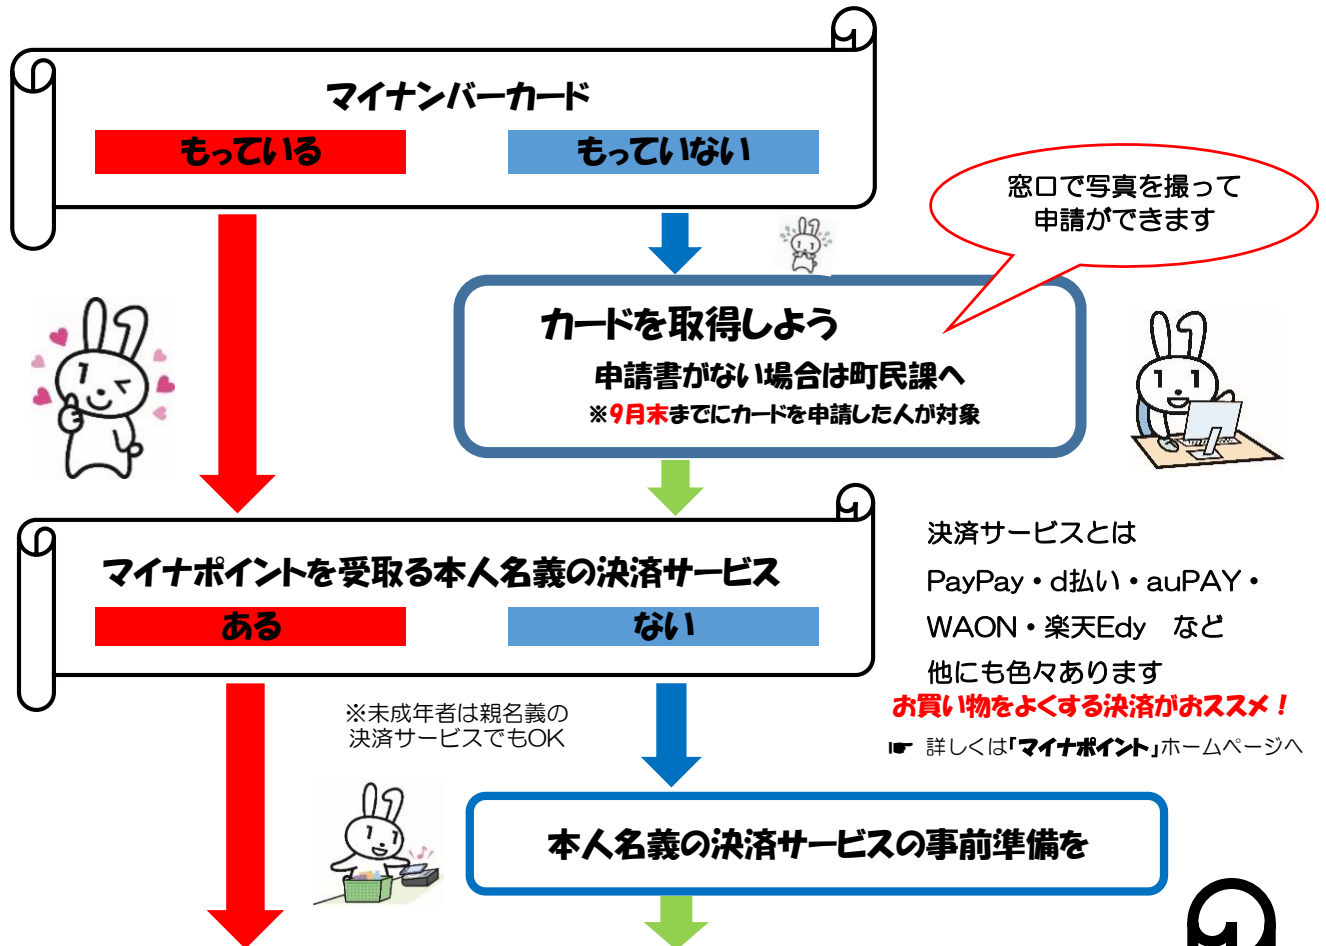 マイナンバーカード
もっている
もっていない
窓口で写真を撮って
申請ができます
カードを取得しよう
申請書がない場合は町民課へ
※9月末までにカードを申請した人が対象
マイナポイントを受取る本人名義の決済サービス
ある
ない
決済サービスとは
PayPay・d払い・auPAY・
WAON・楽天Edy　など
他にも色々あります
お買い物をよくする決済がおススメ！
☛ 詳しくは「マイナポイント」ホームページへ
※未成年者は親名義の
決済サービスでもOK
本人名義の決済サービスの事前準備を